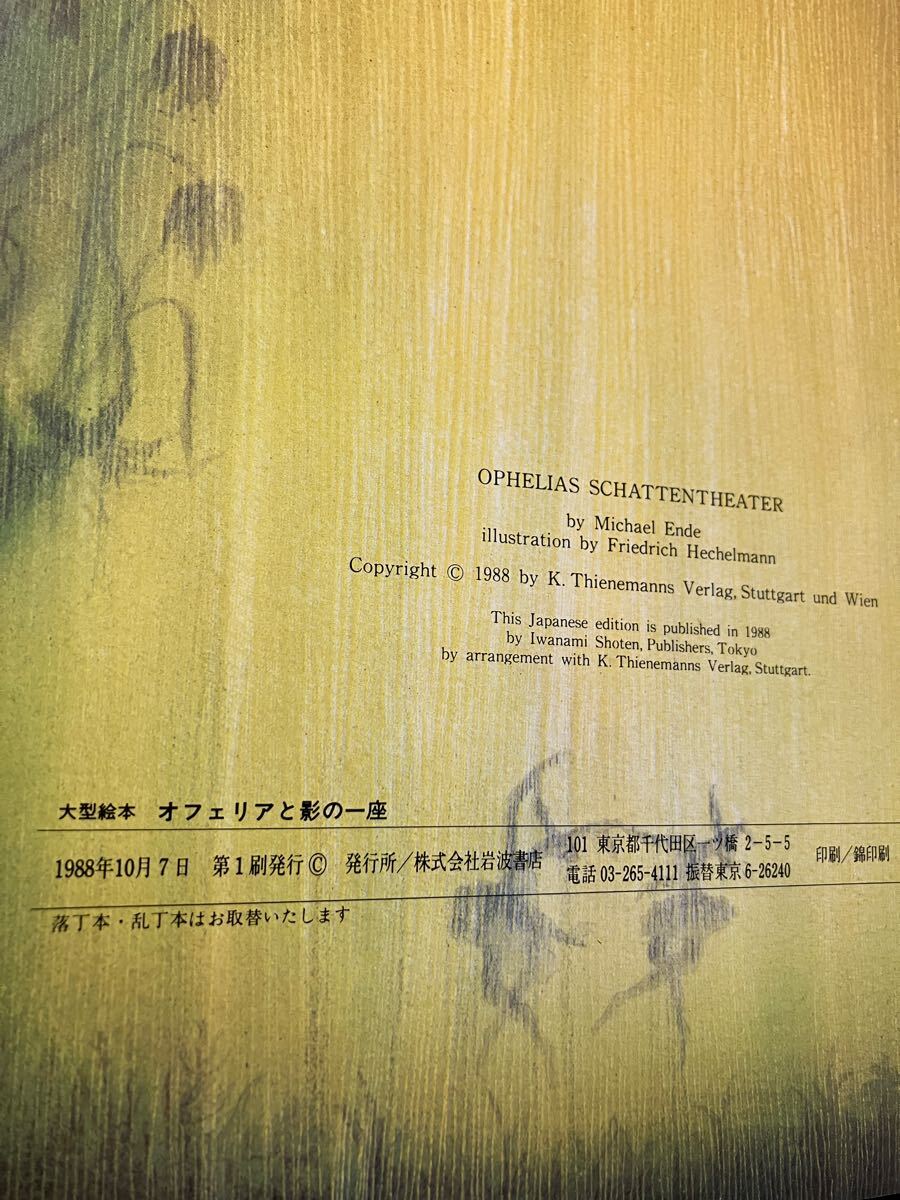 OPHELIAS SCHATTENTHEATER
by Michael Ende
illustration by Friedrich Hechelmann
Copyright © 1988 by K. Thienemanns Verlag, Stuttgart und Wien
This Japanese edition is published in 1988
by Iwanami Shoten, Publishers, Tokyo
by arrangement with K. Thienemanns Verlag, Stuttgart.
大型絵本 オフェリアと影の一座
1988年10月7日 第1刷発行© 発行所/株式会社岩波書店
101 東京都千代田区一ツ橋 2-5-5
電話 03-265-4111 振替東京 6-26240
印刷/錦印刷
落丁本・乱丁本はお取替いたします